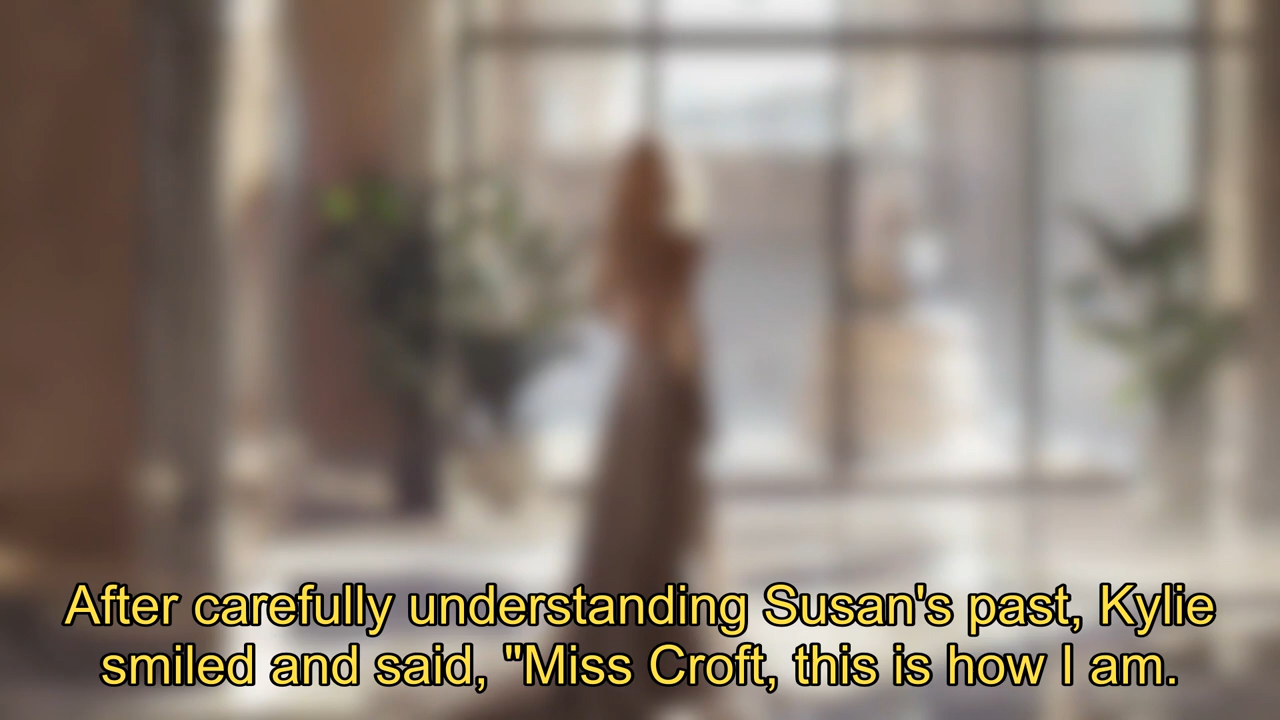 After carefully understanding Susan's past, Kylie
smiled and said, "Miss Croft, this is how I am.